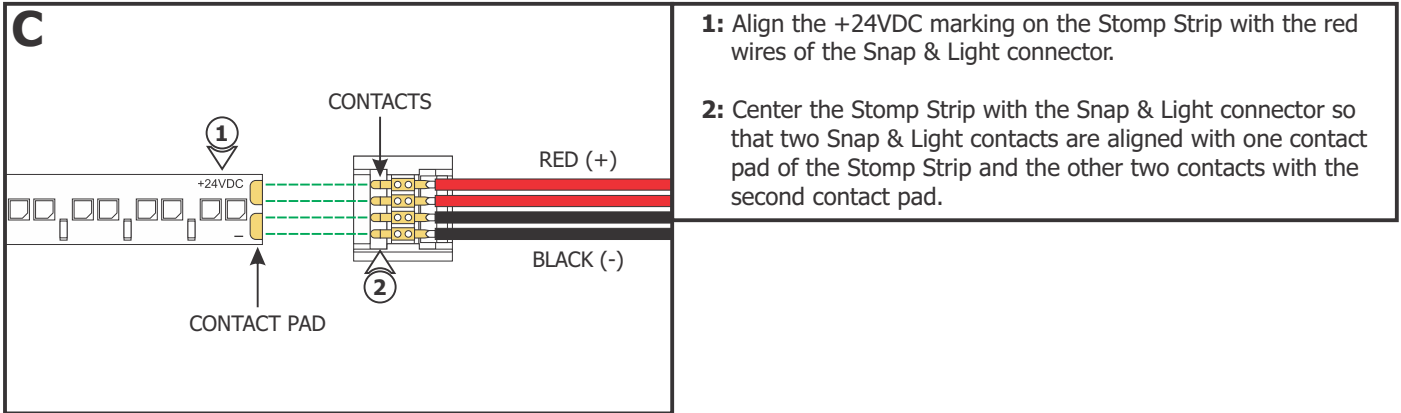 C
CONTACTS
1
RED (+)
+24VDC
–
BLACK (-)
2
CONTACT PAD
1: Align the +24VDC marking on the Stomp Strip with the red
wires of the Snap & Light connector.
2: Center the Stomp Strip with the Snap & Light connector so
that two Snap & Light contacts are aligned with one contact
pad of the Stomp Strip and the other two contacts with the
second contact pad.